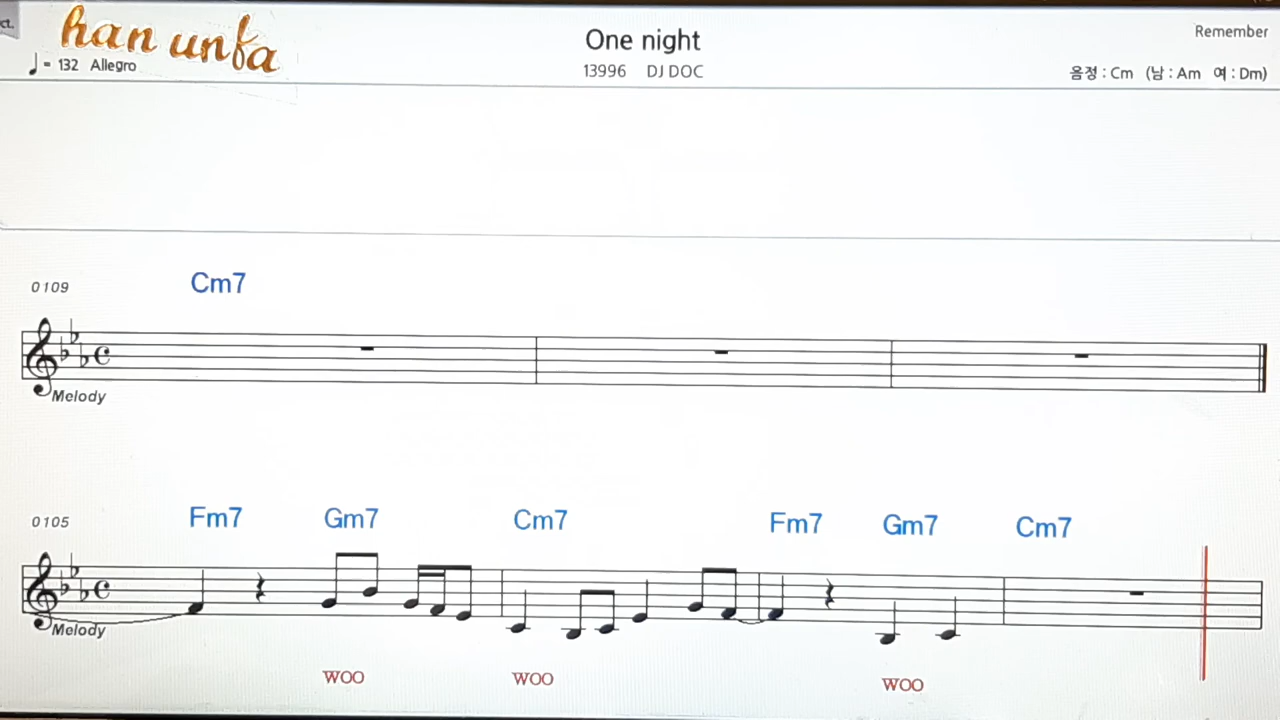 ct.
han unfa
One night
Remember
♩= 132 Allegro
13996 DJ DOC
음정 : Cm (남 : Am 여 : Dm)
0109
Cm7
Melody
0105
Fm7 Gm7 Cm7 Fm7 Gm7 Cm7
Melody
WOO WOO WOO